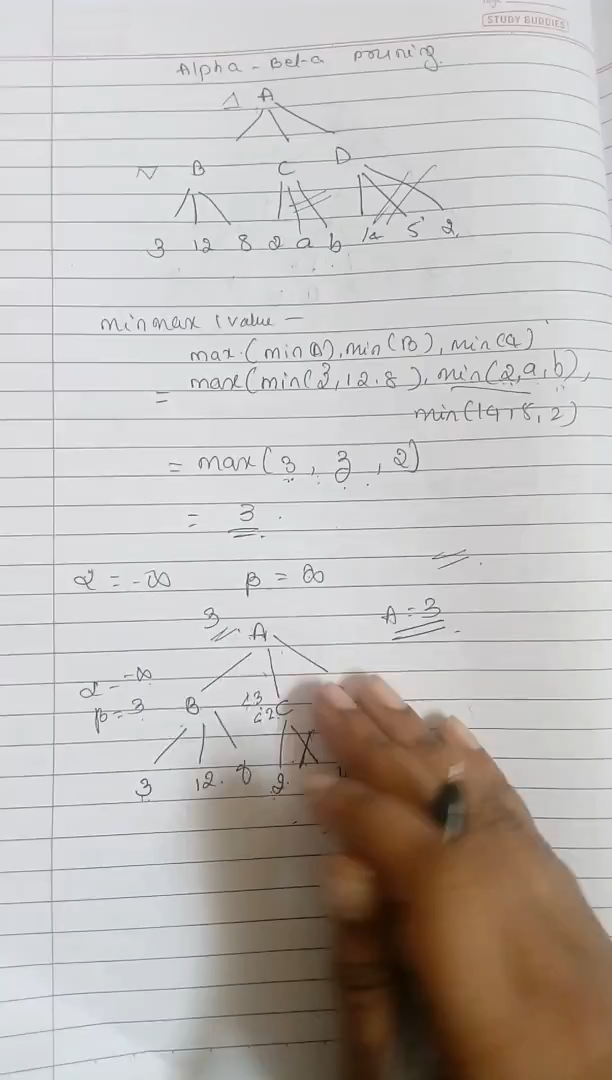 STUDY BUDDIES
Alpha - Beta pruning
A
B C D
3 12 8 2 a b 14 5 2
minmax value -
max (min(B), min(B), min(a)
= max(min(3, 12, 8), min(2, a, b),
min(14, 5, 2)
= max(3, 3, 2)
= 3
α = -∞ β = ∞
3 A A = 3
α = -∞
β = 3 B C
3 12 8 2